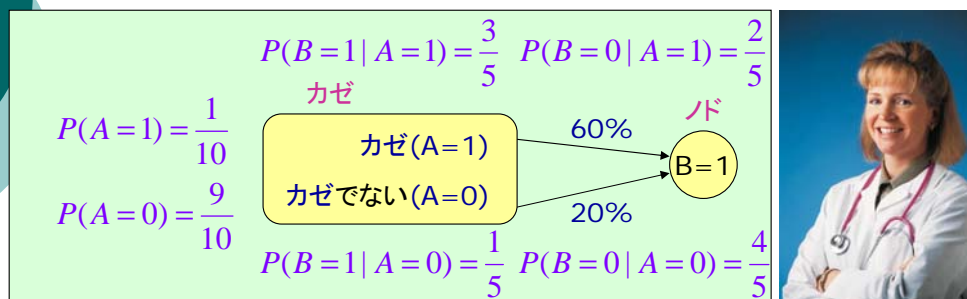 P(B=1|A=1)=3/5 P(B=0|A=1)=2/5
カゼ
ノド
P(A=1)=1/10
カゼ(A=1)
60%
B=1
P(A=0)=9/10
カゼでない(A=0)
20%
P(B=1|A=0)=1/5 P(B=0|A=0)=4/5